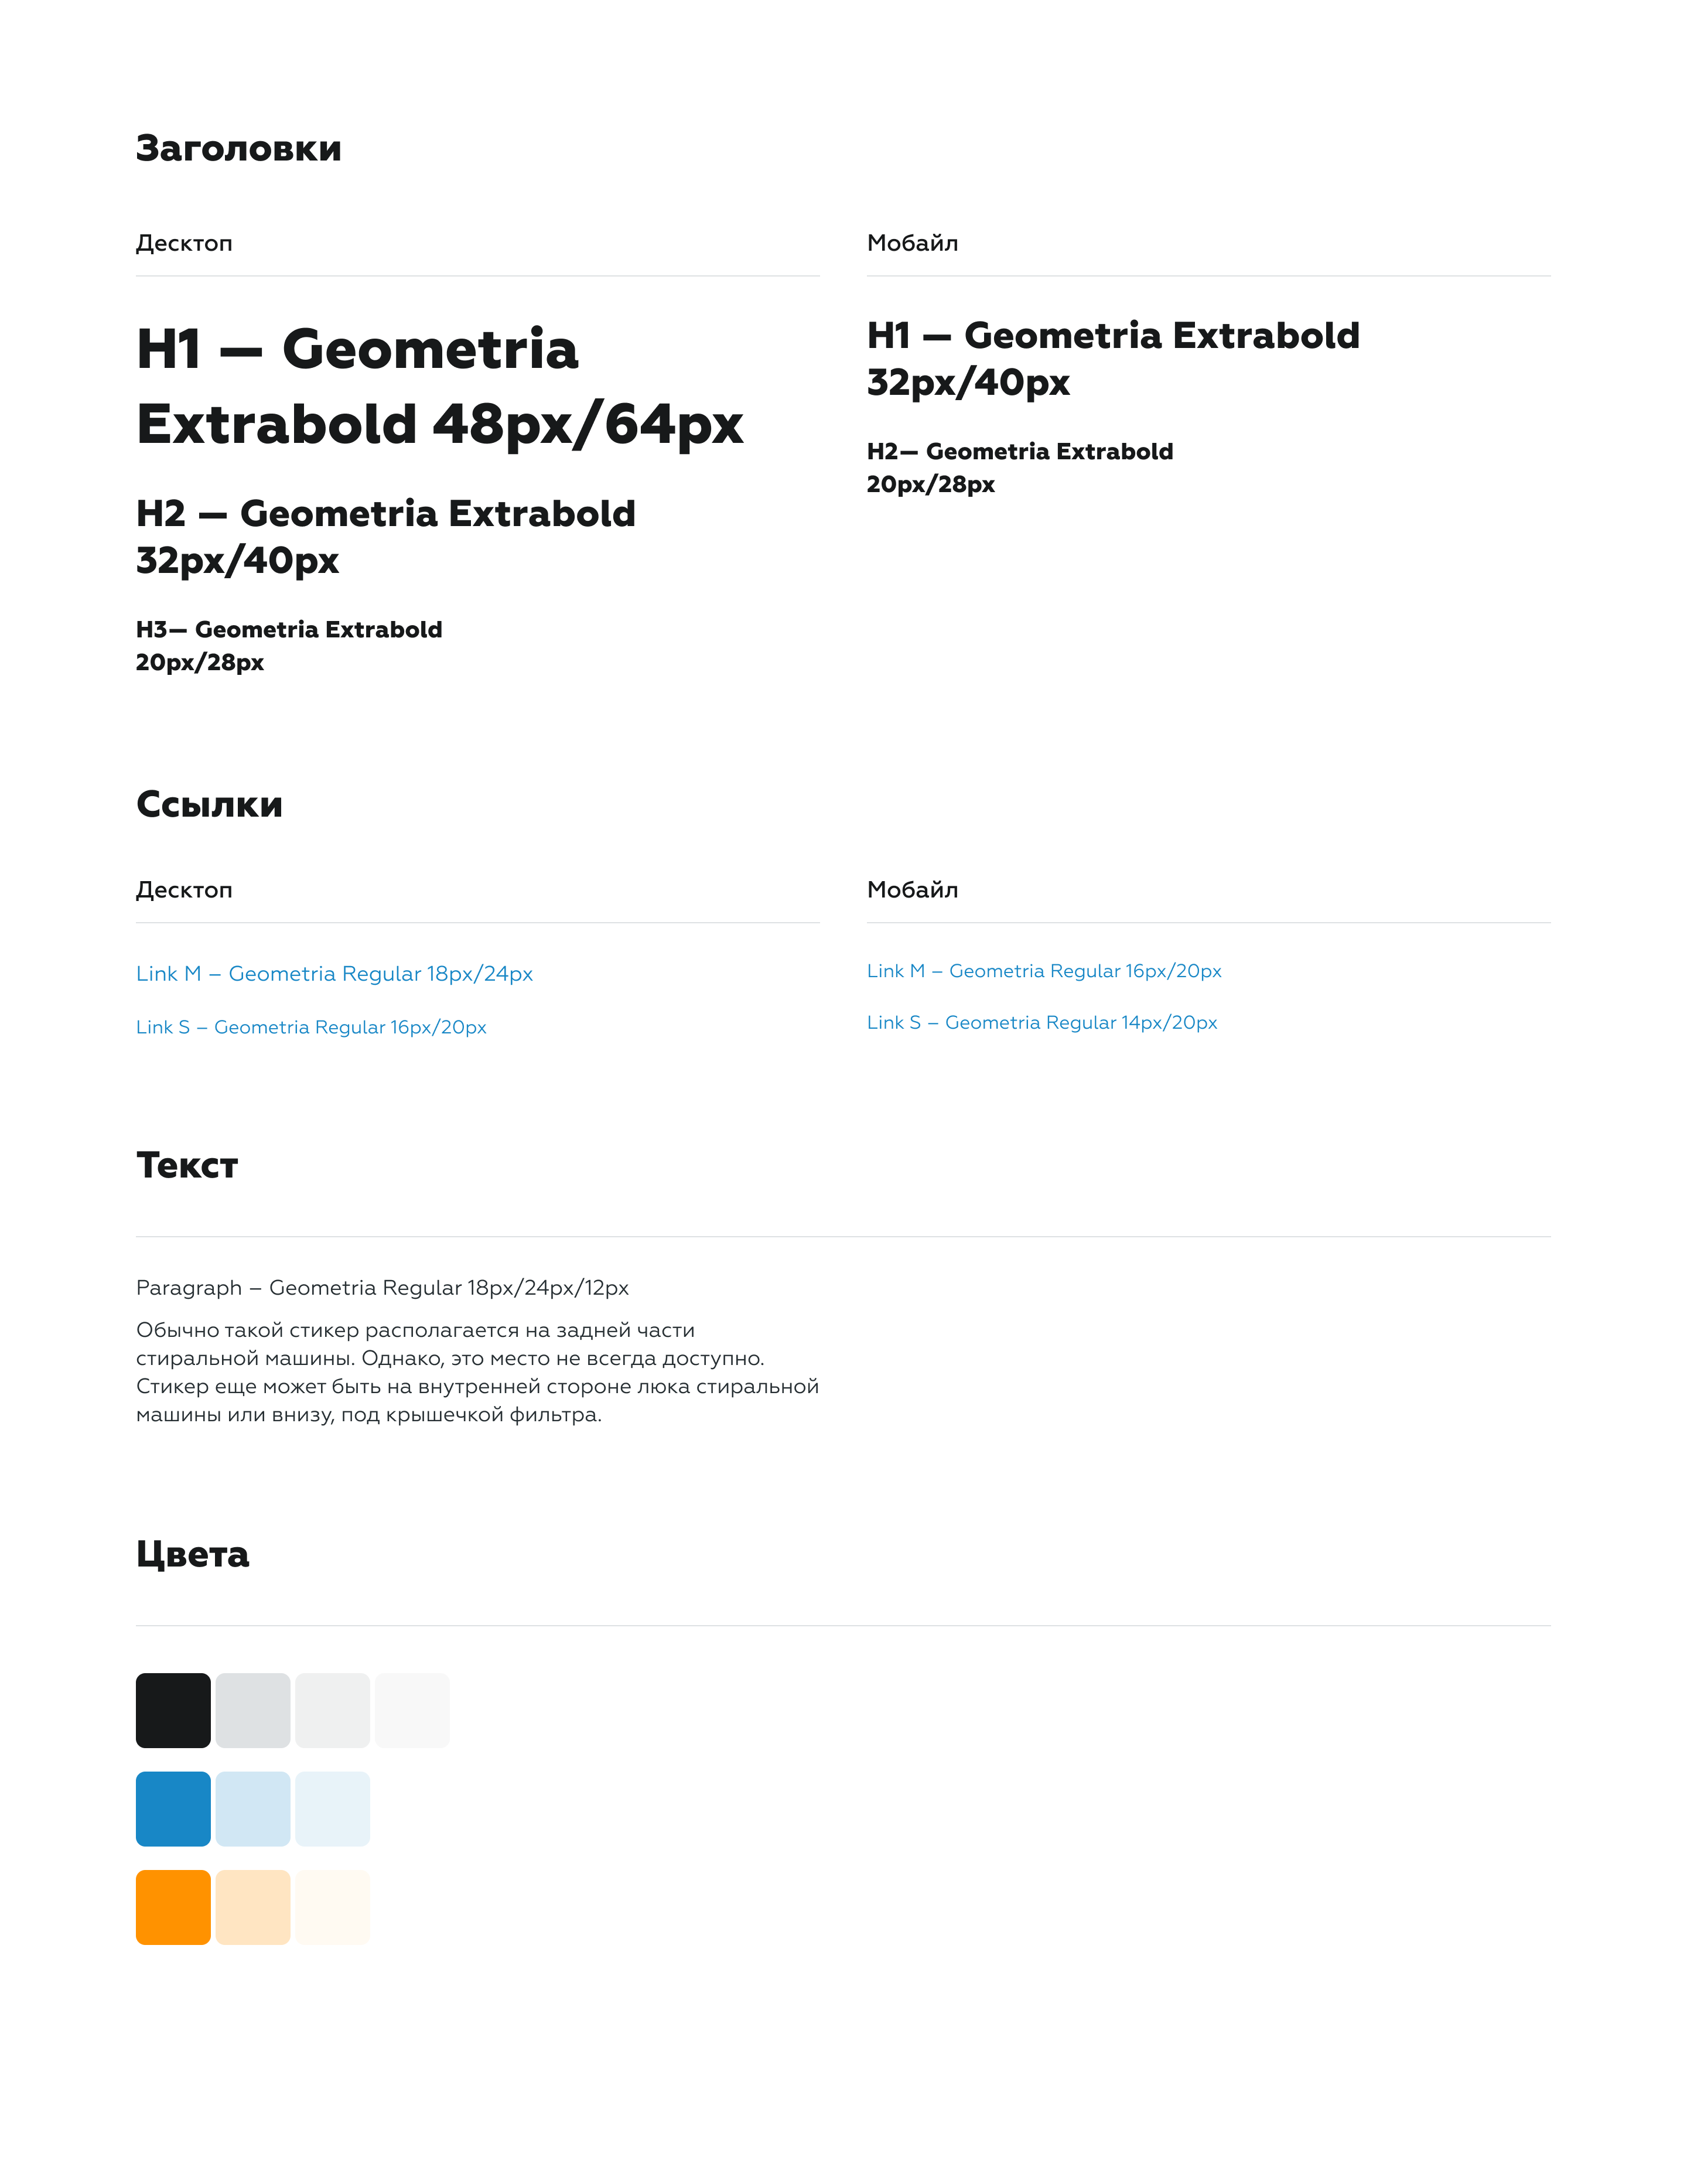 Заголовки
Десктоп
H1 — Geometria
Extrabold 48px/64px
H2 — Geometria Extrabold
32px/40px
H3— Geometria Extrabold
20px/28px
Мобайл
H1 — Geometria Extrabold
32px/40px
H2— Geometria Extrabold
20px/28px
Ссылки
Десктоп
Link M – Geometria Regular 18px/24px
Link S – Geometria Regular 16px/20px
Мобайл
Link M – Geometria Regular 16px/20px
Link S – Geometria Regular 14px/20px
Текст
Paragraph – Geometria Regular 18px/24px/12px
Обычно такой стикер располагается на задней части
стиральной машины. Однако, это место не всегда доступно.
Стикер еще может быть на внутренней стороне люка стиральной
машины или внизу, под крышечкой фильтра.
Цвета